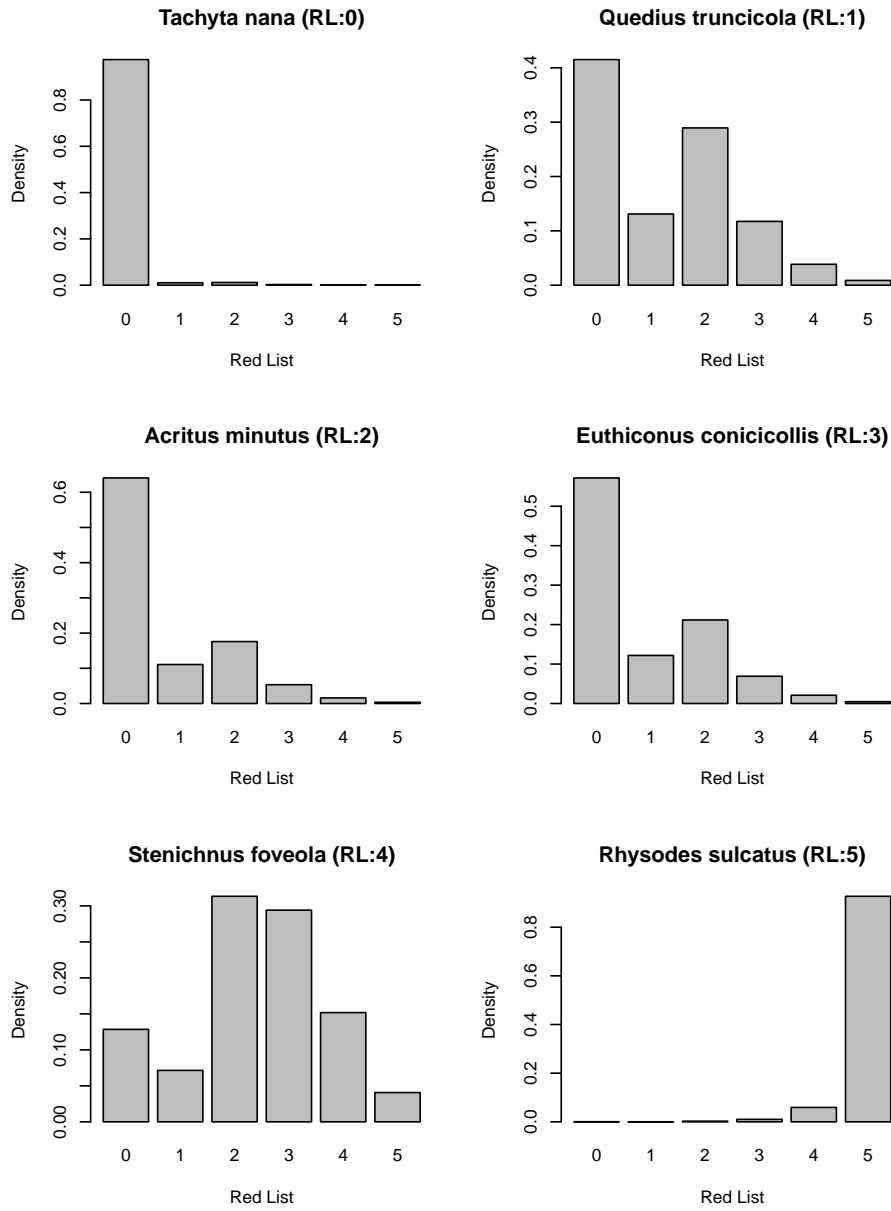 Tachyta nana (RL:0)
Density
0.0 0.2 0.4 0.6 0.8
0 1 2 3 4 5
Red List
Quedius truncicola (RL:1)
Density
0.0 0.1 0.2 0.3 0.4
0 1 2 3 4 5
Red List
Acritus minutus (RL:2)
Density
0.0 0.2 0.4 0.6
0 1 2 3 4 5
Red List
Euthiconus conicicollis (RL:3)
Density
0.0 0.1 0.2 0.3 0.4 0.5
0 1 2 3 4 5
Red List
Stenichnus foveola (RL:4)
Density
0.00 0.10 0.20 0.30
0 1 2 3 4 5
Red List
Rhysodes sulcatus (RL:5)
Density
0.0 0.2 0.4 0.6 0.8
0 1 2 3 4 5
Red List